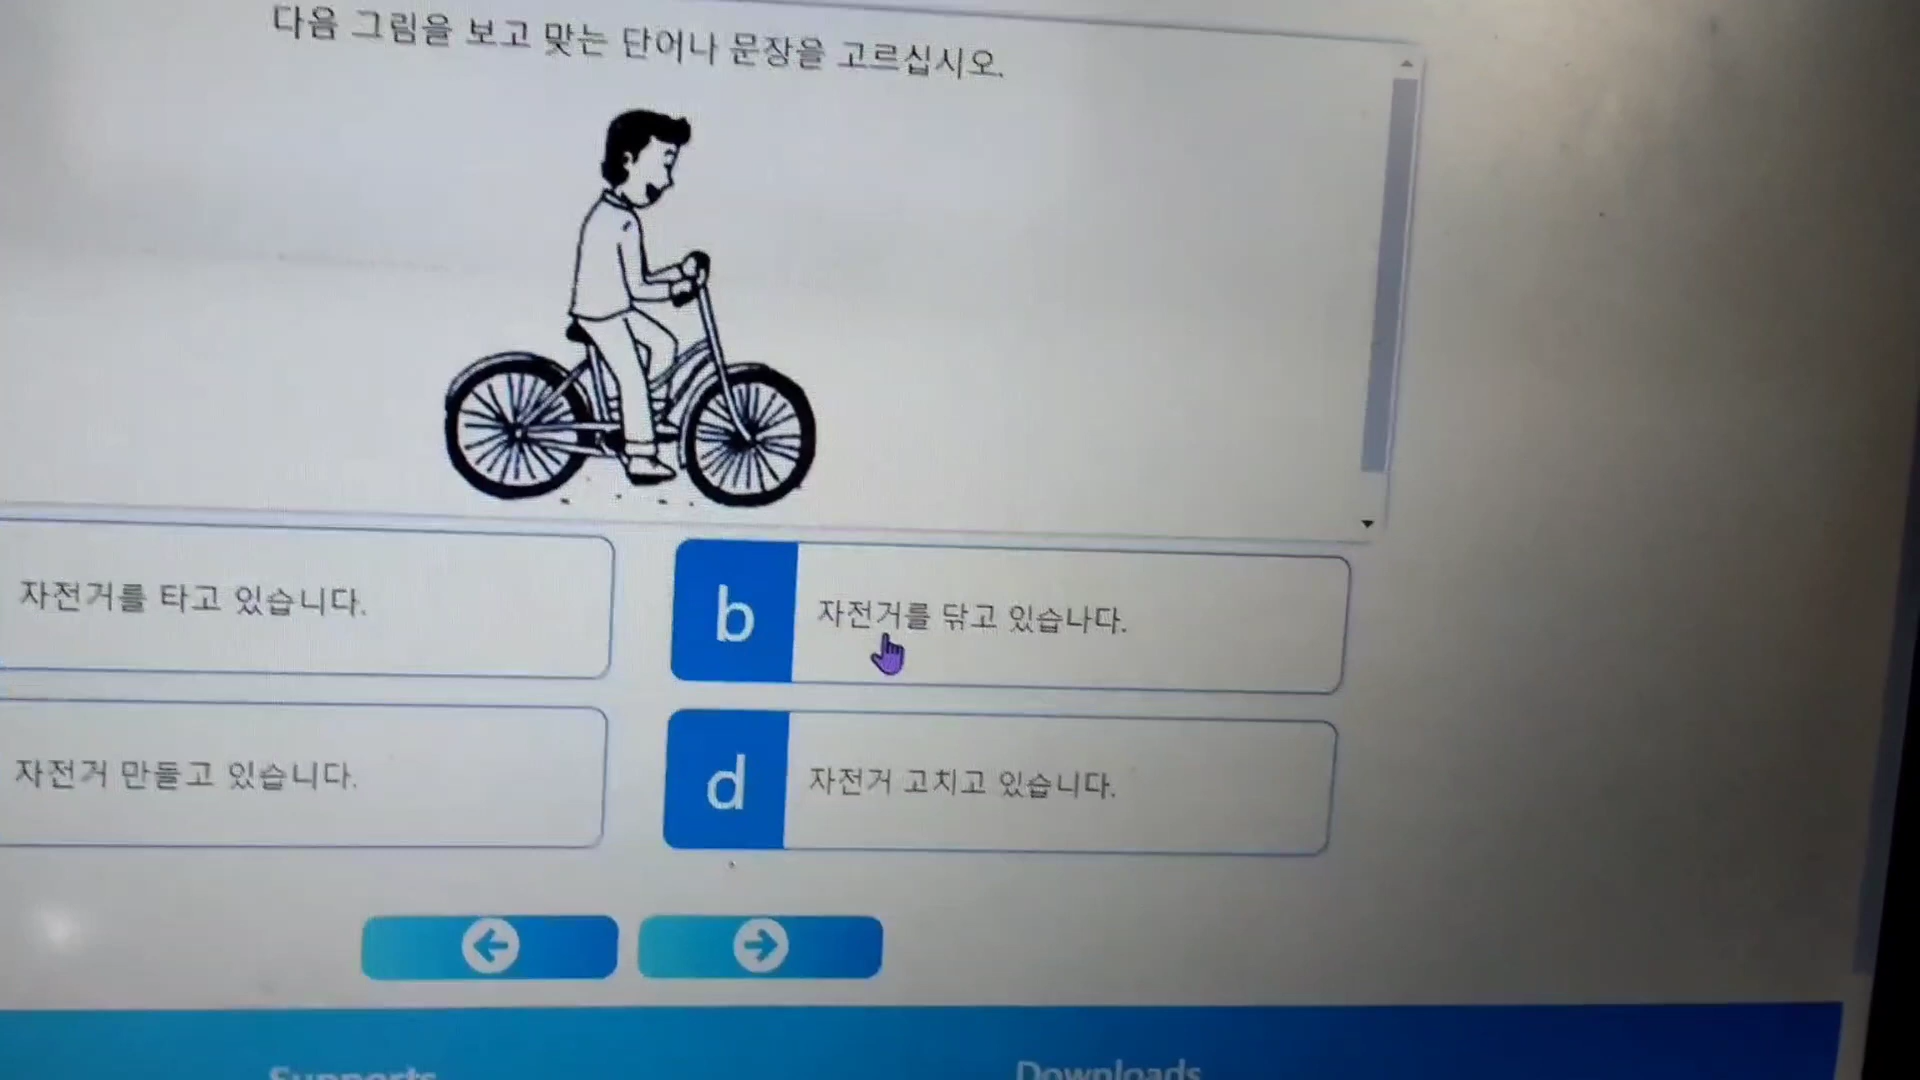 다음 그림을 보고 맞는 단어나 문장을 고르십시오.
자전거를 타고 있습니다.
b
자전거를 닦고 있습나다.
자전거 만들고 있습니다.
d
자전거 고치고 있습니다.
Supports
Downloads